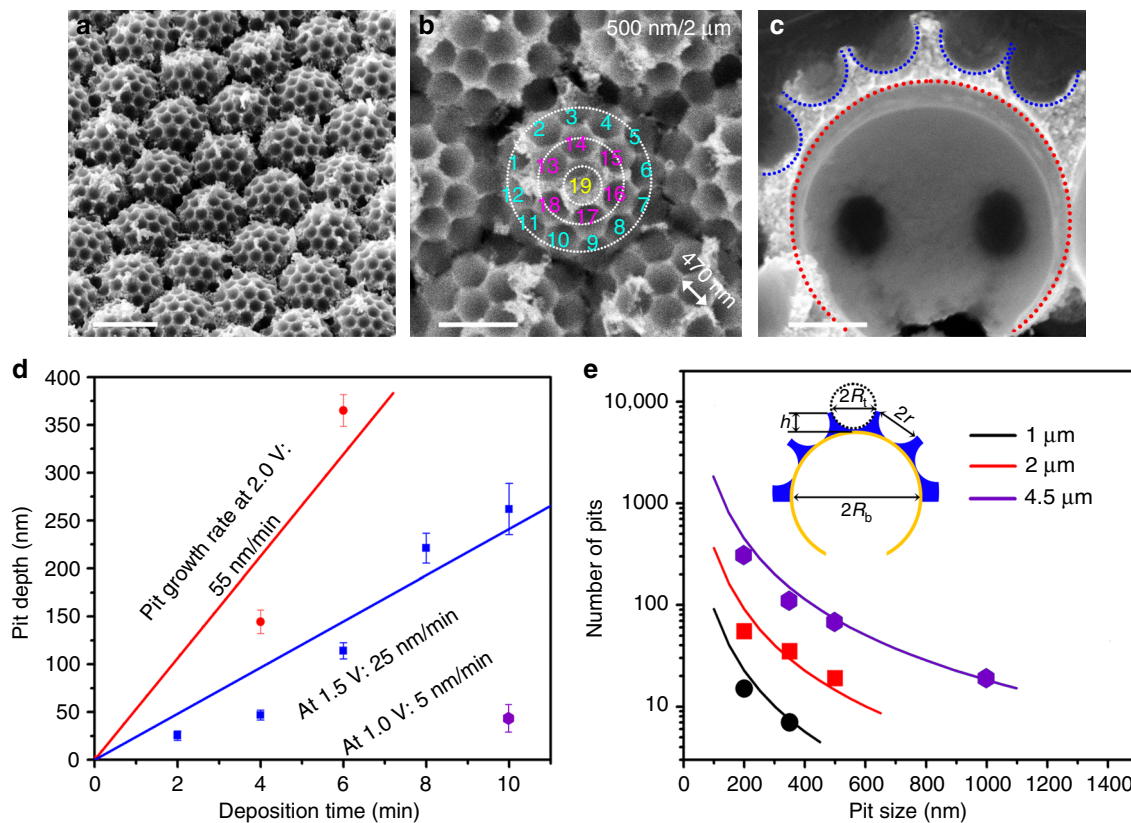 a
b
500 nm/2 μm
1
2
3
4
5
6
7
8
9
10
11
12
13
14
15
16
17
18
19
470 nm
c
d
Pit depth (nm)
400
350
300
250
200
150
100
50
0
Pit growth rate at 2.0 V:
55 nm/min
At 1.5 V: 25 nm/min
At 1.0 V: 5 nm/min
0 2 4 6 8 10
Deposition time (min)
e
Number of pits
10,000
1000
100
10
2Rt
h
2r
2Rb
1 μm
2 μm
4.5 μm
0 200 400 600 800 1000 1200 1400
Pit size (nm)